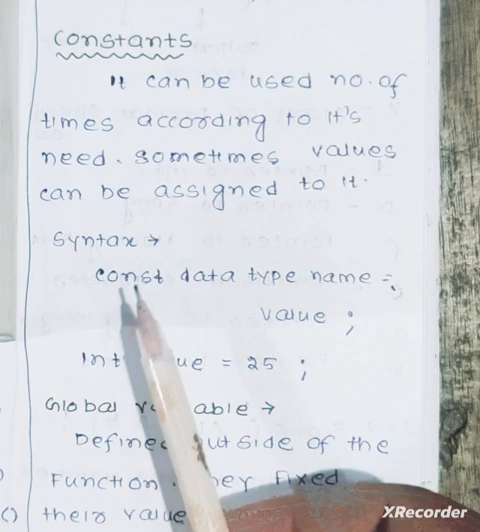 Constants
It can be used no. of
times according to it's
need. sometimes values
can be assigned to it.
Syntax →
const data type name =
value ;
Int ue = 25 ;
Global v able →
Define utside of the
Function . hey Fixed
() their value
XRecorder